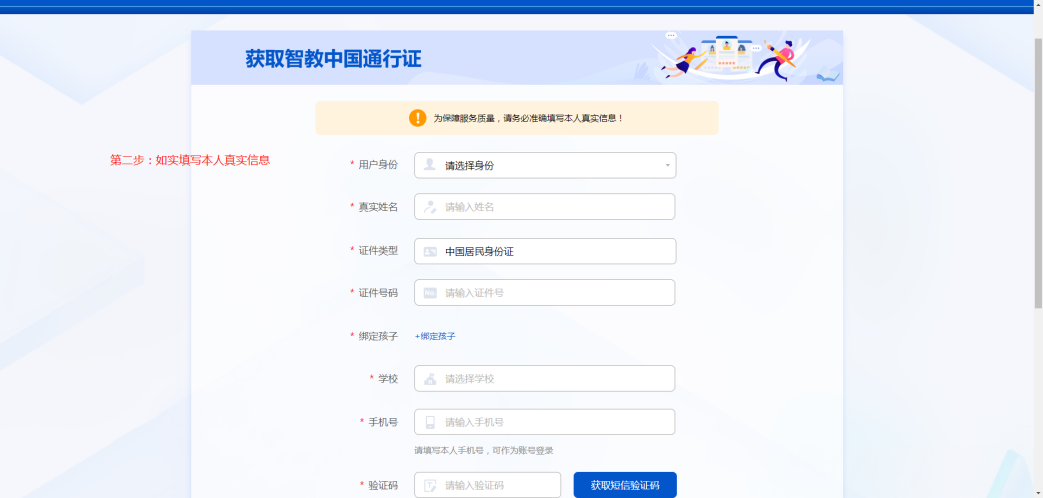 获取智教中国通行证
为保障服务质量，请务必准确填写本人真实信息！
第二步：如实填写本人真实信息
* 用户身份 请选择身份
* 真实姓名 请输入姓名
* 证件类型 中国居民身份证
* 证件号码 请输入证件号
* 绑定孩子 +绑定孩子
* 学校 请选择学校
* 手机号 请输入手机号
请填写本人手机号，可作为账号登录
* 验证码 请输入验证码 获取短信验证码